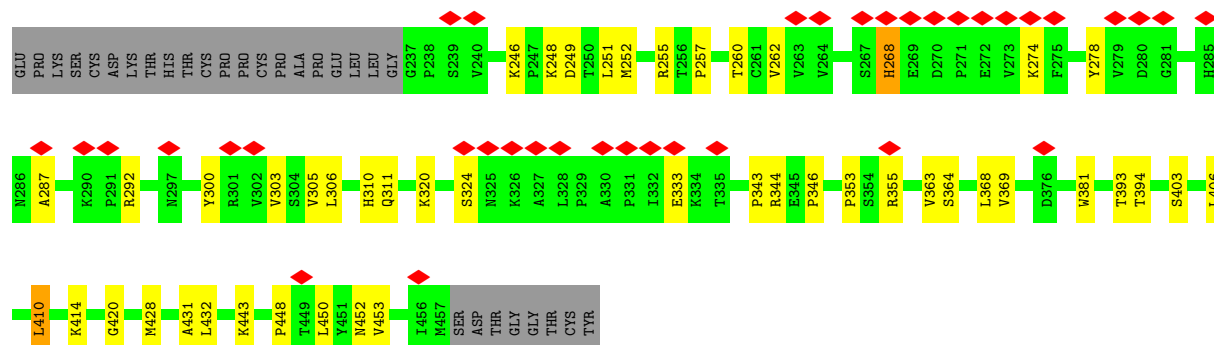 GLU PRO LYS SER CYS ASP LYS THR HIS THR CYS PRO PRO CYS PRO ALA PRO GLU LEU LEU GLY G237 P238 S239 V240 K246 P247 K248 D249 T250 L251 M252 R255 T256 P257 T260 C261 V262 V263 V264 S267 H268 E269 D270 P271 E272 V273 K274 F275 Y278 V279 D280 G281 H285
N286 A287 K290 P291 R292 N297 Y300 R301 V302 V303 S304 V305 L306 H310 Q311 K320 S324 N325 K326 A327 L328 P329 A330 P331 I332 E333 K334 T335 P343 R344 E345 P346 P353 S354 R355 V363 S364 L368 V369 D376 W381 T393 T394 S403 L406
L410 K414 G420 M428 A431 L432 K443 P448 T449 L450 Y451 N452 V453 I456 M457 SER ASP THR GLY GLY THR CYS TYR